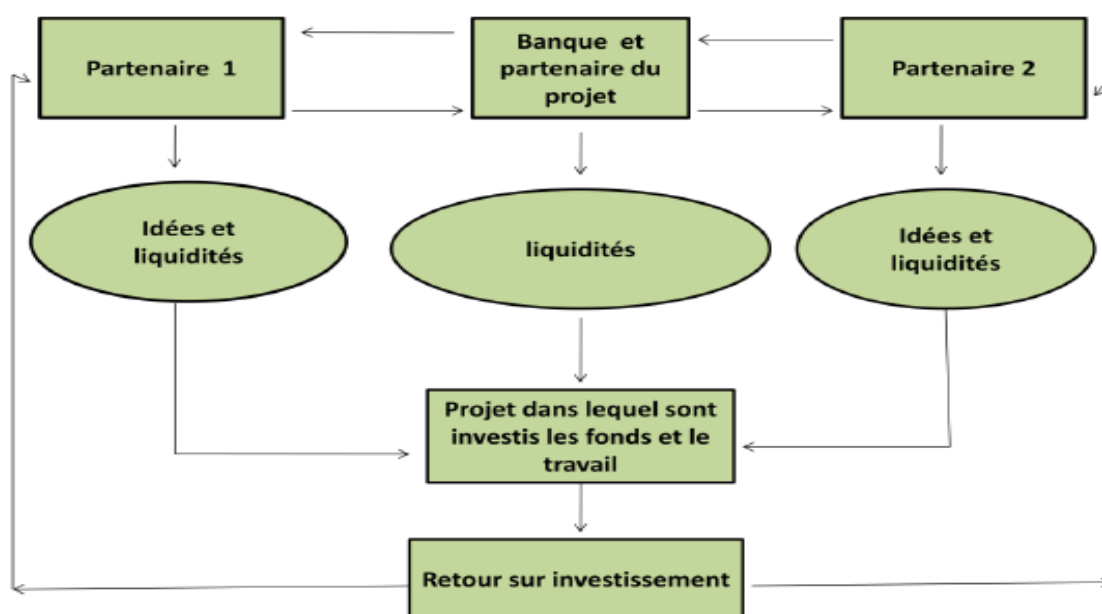 Partenaire 1
Banque et
partenaire du
projet
Partenaire 2
Idées et
liquidités
liquidités
Idées et
liquidités
Projet dans lequel sont
investis les fonds et le
travail
Retour sur investissement